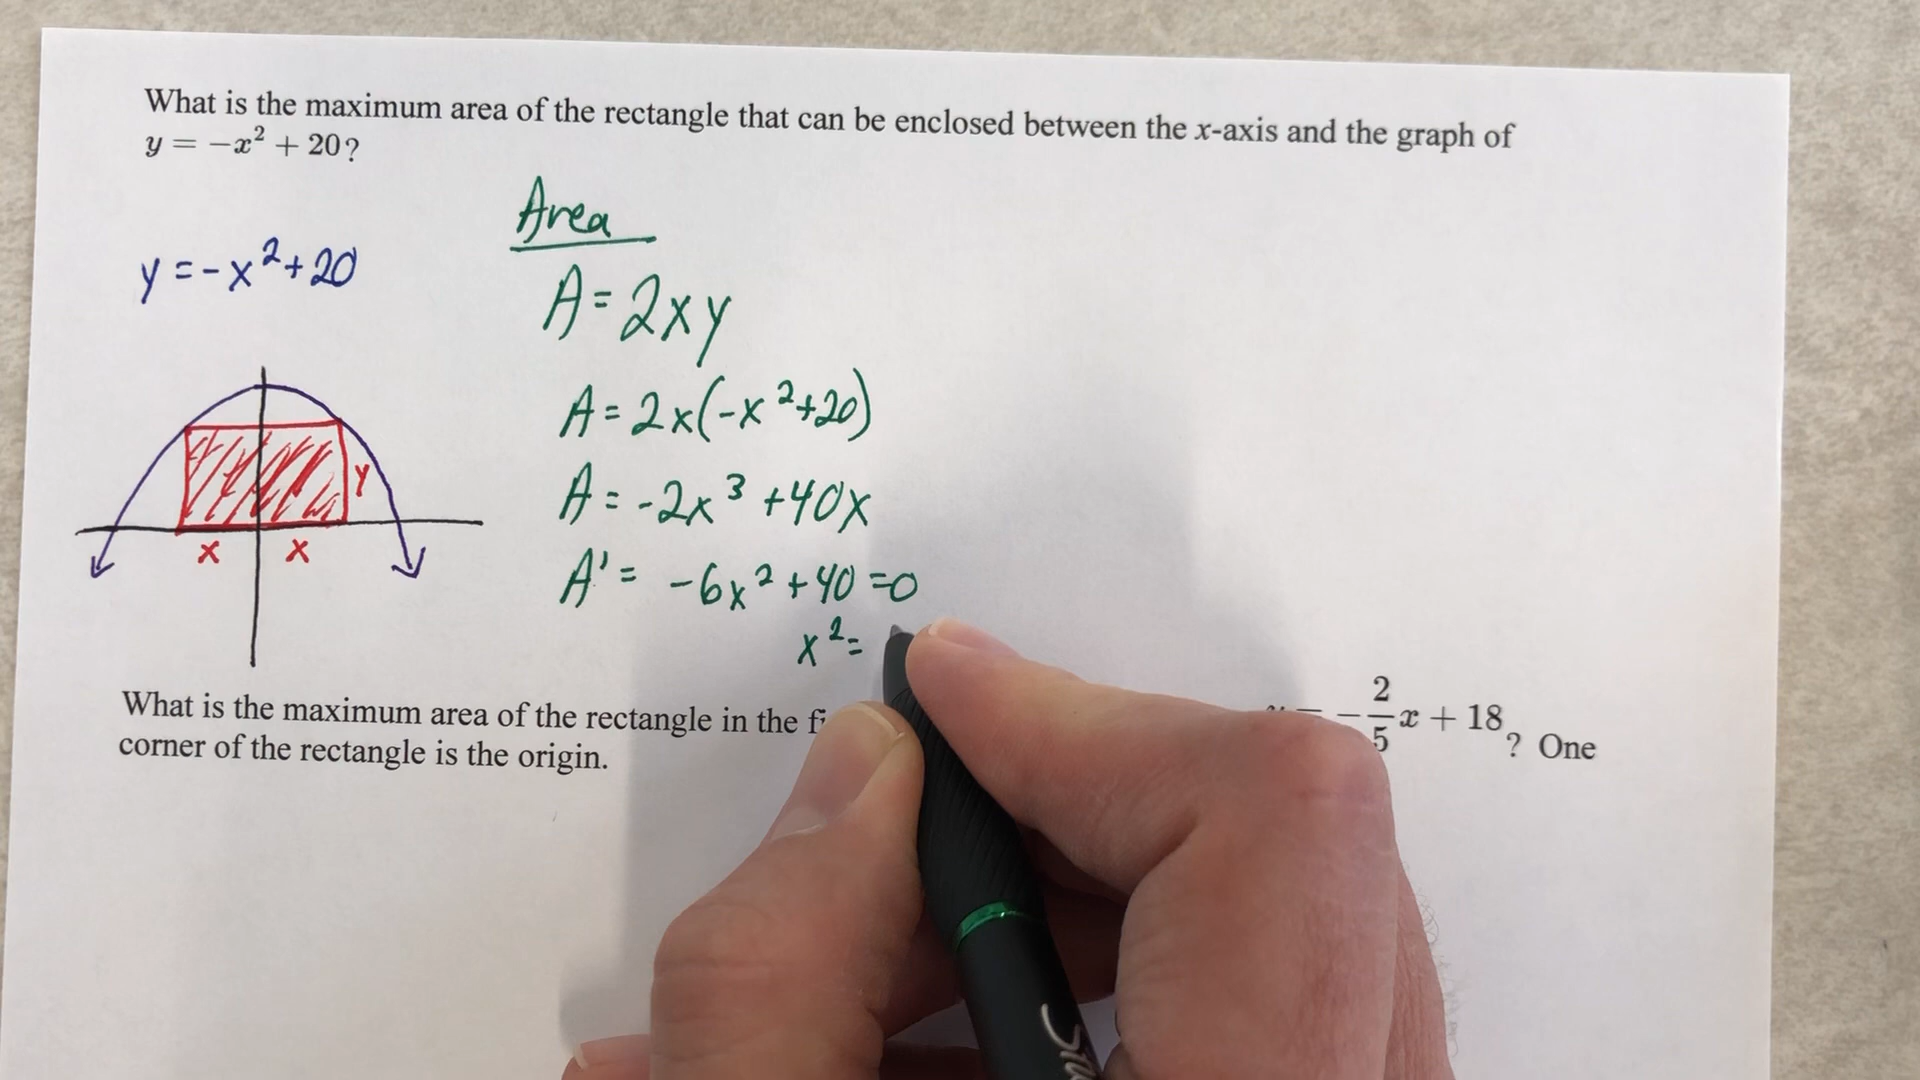 What is the maximum area of the rectangle that can be enclosed between the x-axis and the graph of
y = −x² + 20?
Area
y = -x² + 20
A = 2xy
A = 2x(-x² + 20)
A = -2x³ + 40x
y
x x
A' = -6x² + 40 = 0
x² =
What is the maximum area of the rectangle in the
= −2/5x + 18? One
corner of the rectangle is the origin.